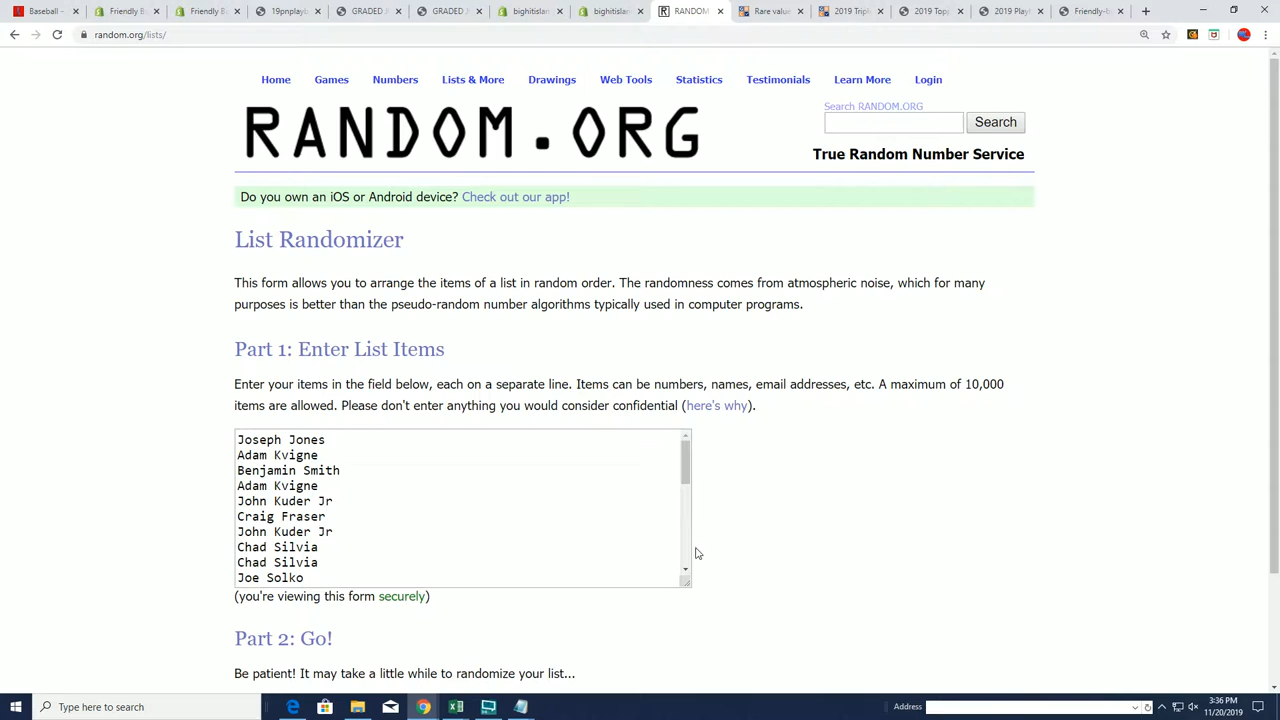 Baseball -
Friendly B
Friendly B
19pnnplayb
GRADED J
GRADED J
bighitislan
bighitislan
RANDOM
Rare value
2019 Triple
2019 Topp
2019 Play
Friendly-B
random.org/lists/
Home Games Numbers Lists & More Drawings Web Tools Statistics Testimonials Learn More Login
RANDOM.ORG
Search RANDOM.ORG
Search
True Random Number Service
Do you own an iOS or Android device? Check out our app!
List Randomizer
This form allows you to arrange the items of a list in random order. The randomness comes from atmospheric noise, which for many
purposes is better than the pseudo-random number algorithms typically used in computer programs.
Part 1: Enter List Items
Enter your items in the field below, each on a separate line. Items can be numbers, names, email addresses, etc. A maximum of 10,000
items are allowed. Please don't enter anything you would consider confidential (here's why).
Joseph Jones
Adam Kvigne
Benjamin Smith
Adam Kvigne
John Kuder Jr
Craig Fraser
John Kuder Jr
Chad Silvia
Chad Silvia
Joe Solko
(you're viewing this form securely)
Part 2: Go!
Be patient! It may take a little while to randomize your list...
Type here to search
Address
3:36 PM
11/20/2019